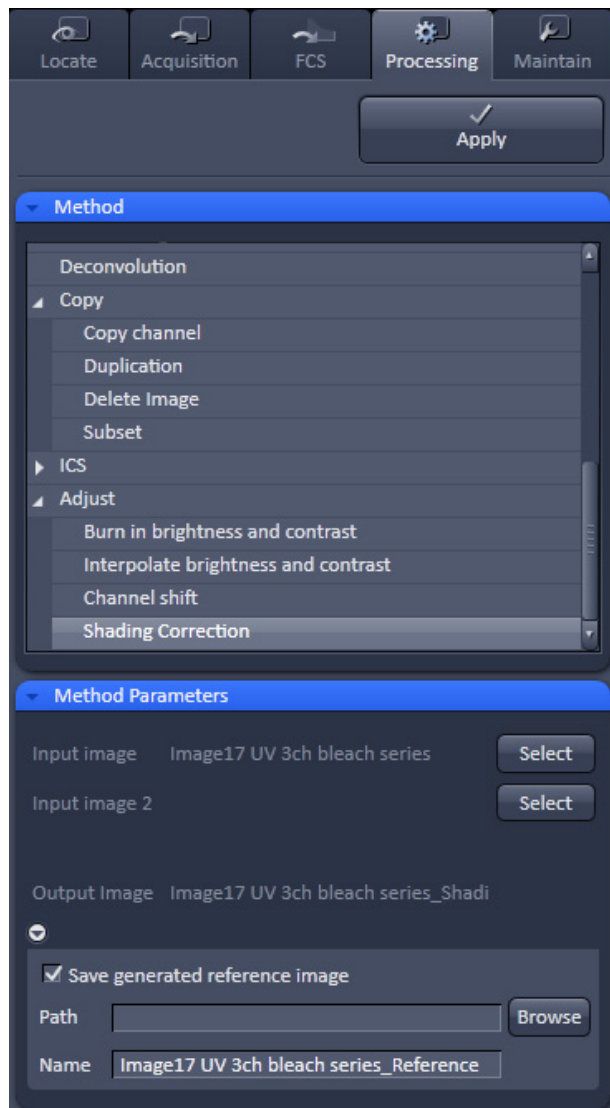 Locate Acquisition FCS Processing Maintain
Apply
Method
Deconvolution
Copy
Copy channel
Duplication
Delete Image
Subset
ICS
Adjust
Burn in brightness and contrast
Interpolate brightness and contrast
Channel shift
Shading Correction
Method Parameters
Input image Image17 UV 3ch bleach series Select
Input image 2 Select
Output Image Image17 UV 3ch bleach series_Shadi
Save generated reference image
Path Browse
Name Image17 UV 3ch bleach series_Reference